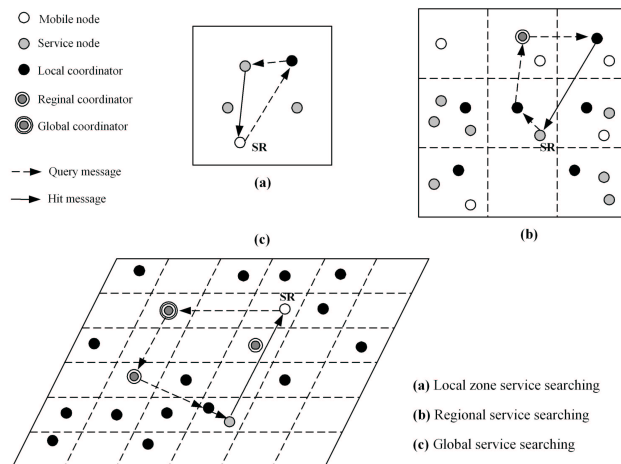 Mobile node
Service node
Local coordinator
Reginal coordinator
Global coordinator
Query message
Hit message
SR
(a)
SR
(b)
(c)
SR
(a) Local zone service searching
(b) Regional service searching
(c) Global service searching